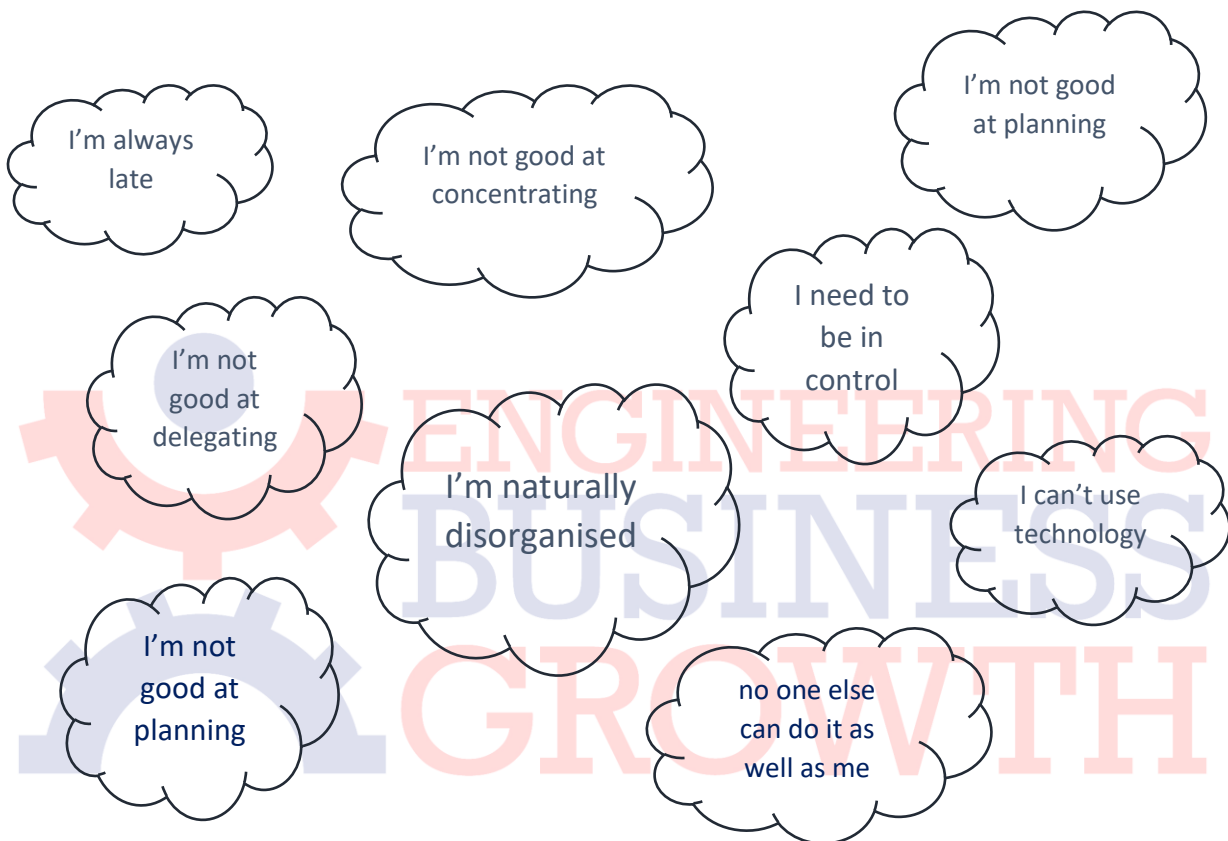 I'm always
late
I'm not good at
concentrating
I'm not good
at planning
I need to
be in
control
I'm not
good at
delegating
I'm naturally
disorganised
I can't use
technology
I'm not
good at
planning
no one else
can do it as
well as me
ENGINEERING
BUSINESS
GROWTH